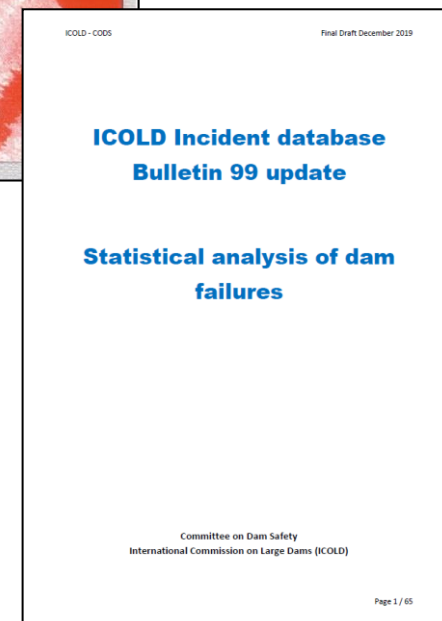 ICOLD - CODS Final Draft December 2019
ICOLD Incident database
Bulletin 99 update
Statistical analysis of dam
failures
Committee on Dam Safety
International Commission on Large Dams (ICOLD)
Page 1 / 65